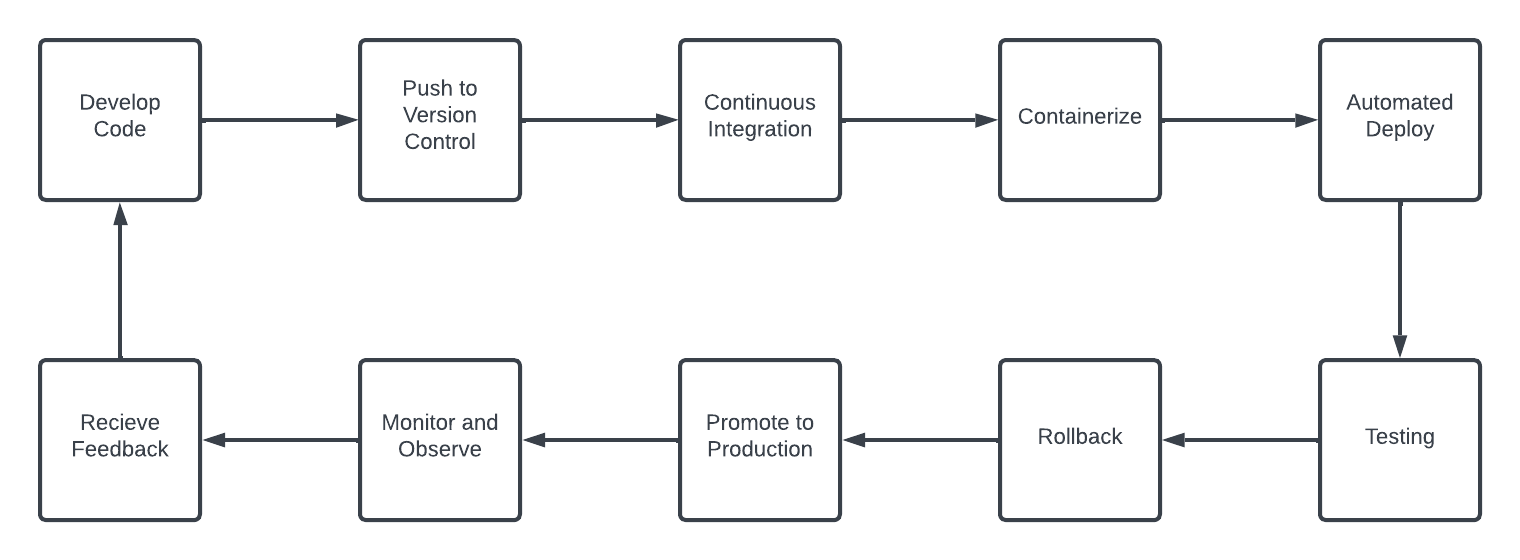 Develop
Code
Push to
Version
Control
Continuous
Integration
Containerize
Automated
Deploy
Recieve
Feedback
Monitor and
Observe
Promote to
Production
Rollback
Testing